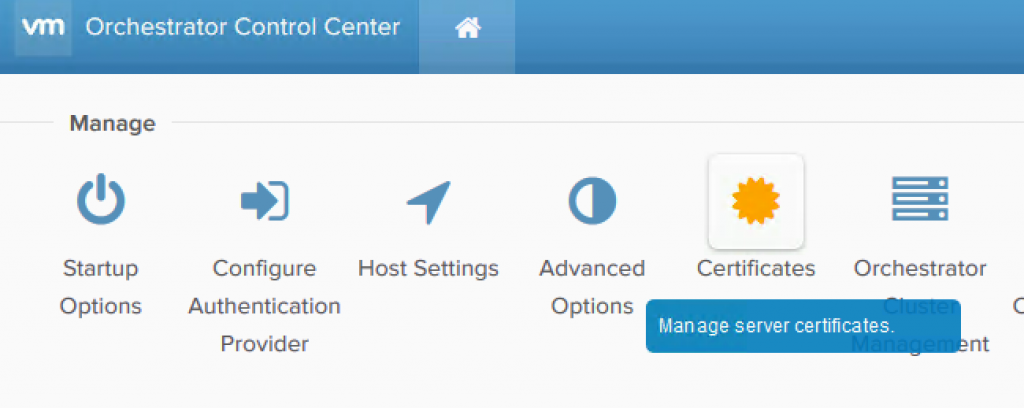 vm Orchestrator Control Center
Manage
Startup
Options
Configure
Authentication
Provider
Host Settings
Advanced
Options
Certificates
Orchestrator
Cluster
Management
Manage server certificates.